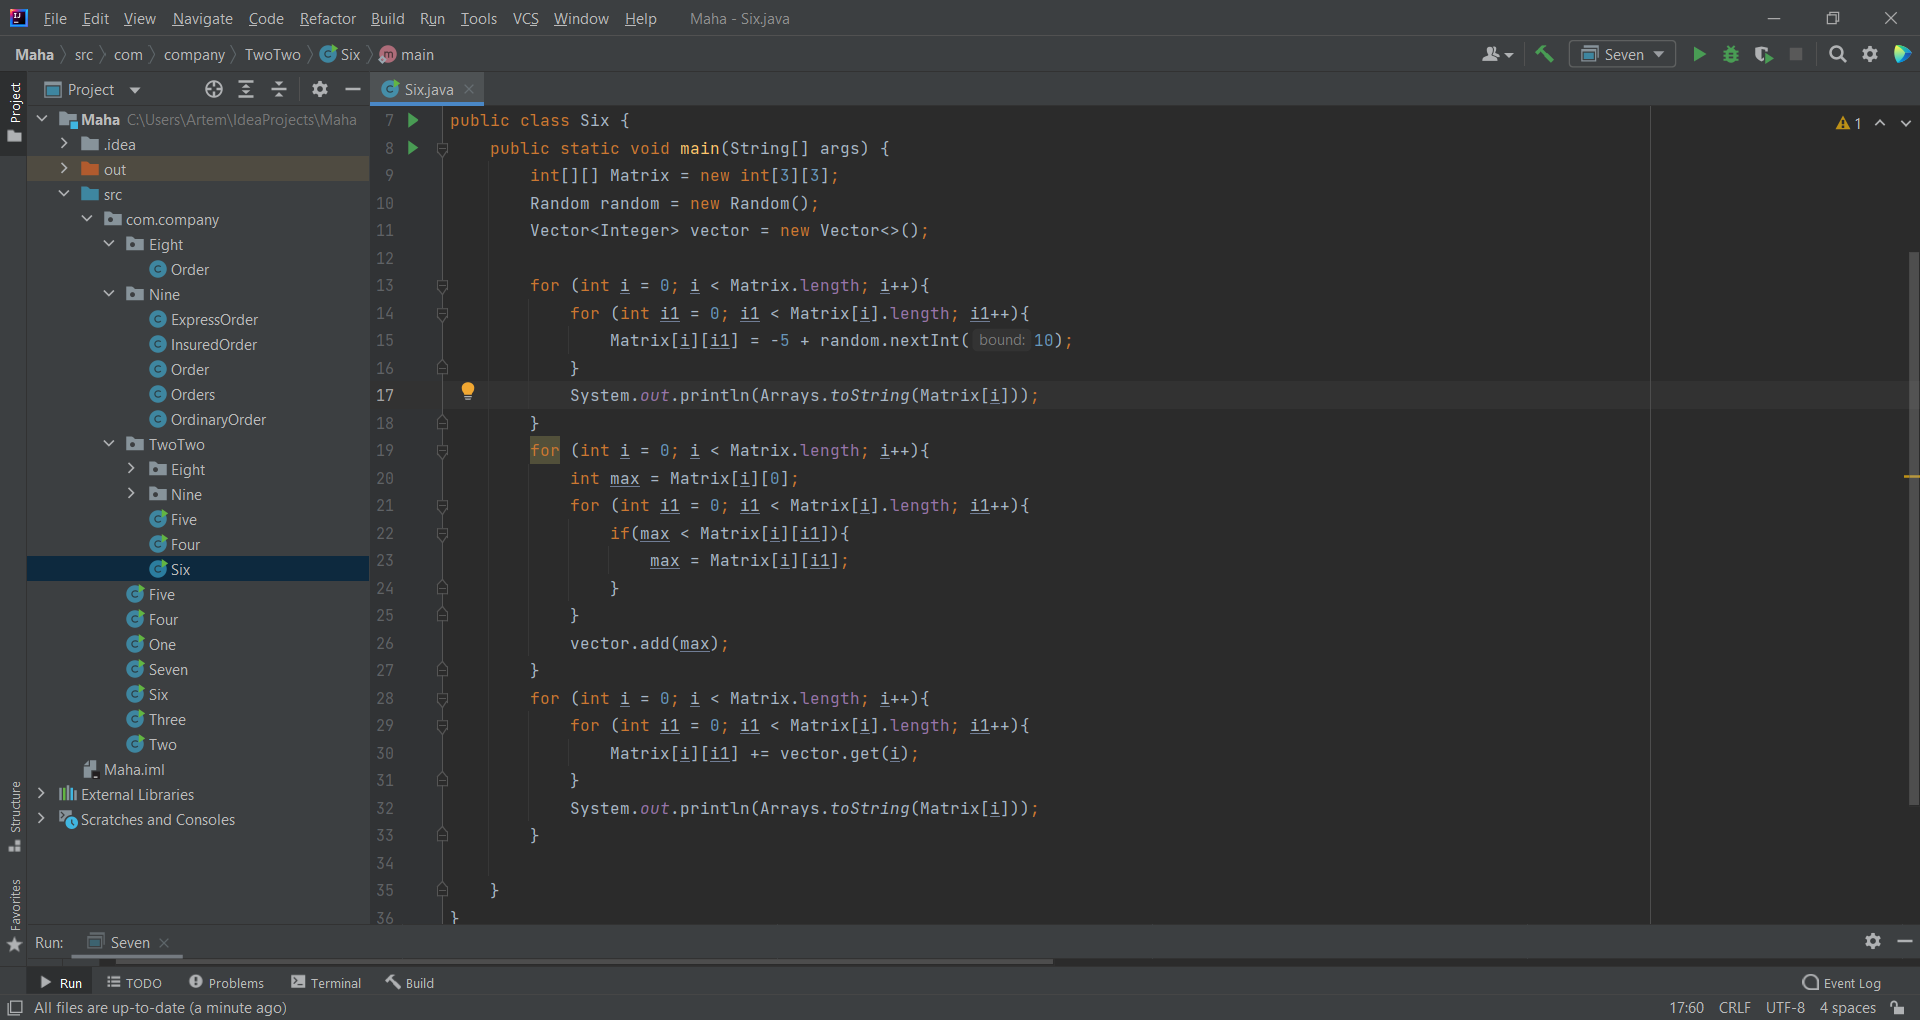 File Edit View Navigate Code Refactor Build Run Tools VCS Window Help Maha - Six.java
Maha src com company TwoTwo Six main
Seven
Project
Six.java
Project
Maha C:\Users\Artem\IdeaProjects\Maha
.idea
out
src
com.company
Eight
Order
Nine
ExpressOrder
InsuredOrder
Order
Orders
OrdinaryOrder
TwoTwo
Eight
Nine
Five
Four
Six
Five
Four
One
Seven
Six
Three
Two
Maha.iml
External Libraries
Scratches and Consoles
Structure
Favorites
1
7 public class Six {
8 public static void main(String[] args) {
9 int[][] Matrix = new int[3][3];
10 Random random = new Random();
11 Vector<Integer> vector = new Vector<>();
12
13 for (int i = 0; i < Matrix.length; i++){
14 for (int i1 = 0; i1 < Matrix[i].length; i1++){
15 Matrix[i][i1] = -5 + random.nextInt( bound: 10);
16 }
17 System.out.println(Arrays.toString(Matrix[i]));
18 }
19 for (int i = 0; i < Matrix.length; i++){
20 int max = Matrix[i][0];
21 for (int i1 = 0; i1 < Matrix[i].length; i1++){
22 if(max < Matrix[i][i1]){
23 max = Matrix[i][i1];
24 }
25 }
26 vector.add(max);
27 }
28 for (int i = 0; i < Matrix.length; i++){
29 for (int i1 = 0; i1 < Matrix[i].length; i1++){
30 Matrix[i][i1] += vector.get(i);
31 }
32 System.out.println(Arrays.toString(Matrix[i]));
33 }
34
35 }
36 }
Run: Seven
Run TODO Problems Terminal Build Event Log
All files are up-to-date (a minute ago) 17:60 CRLF UTF-8 4 spaces